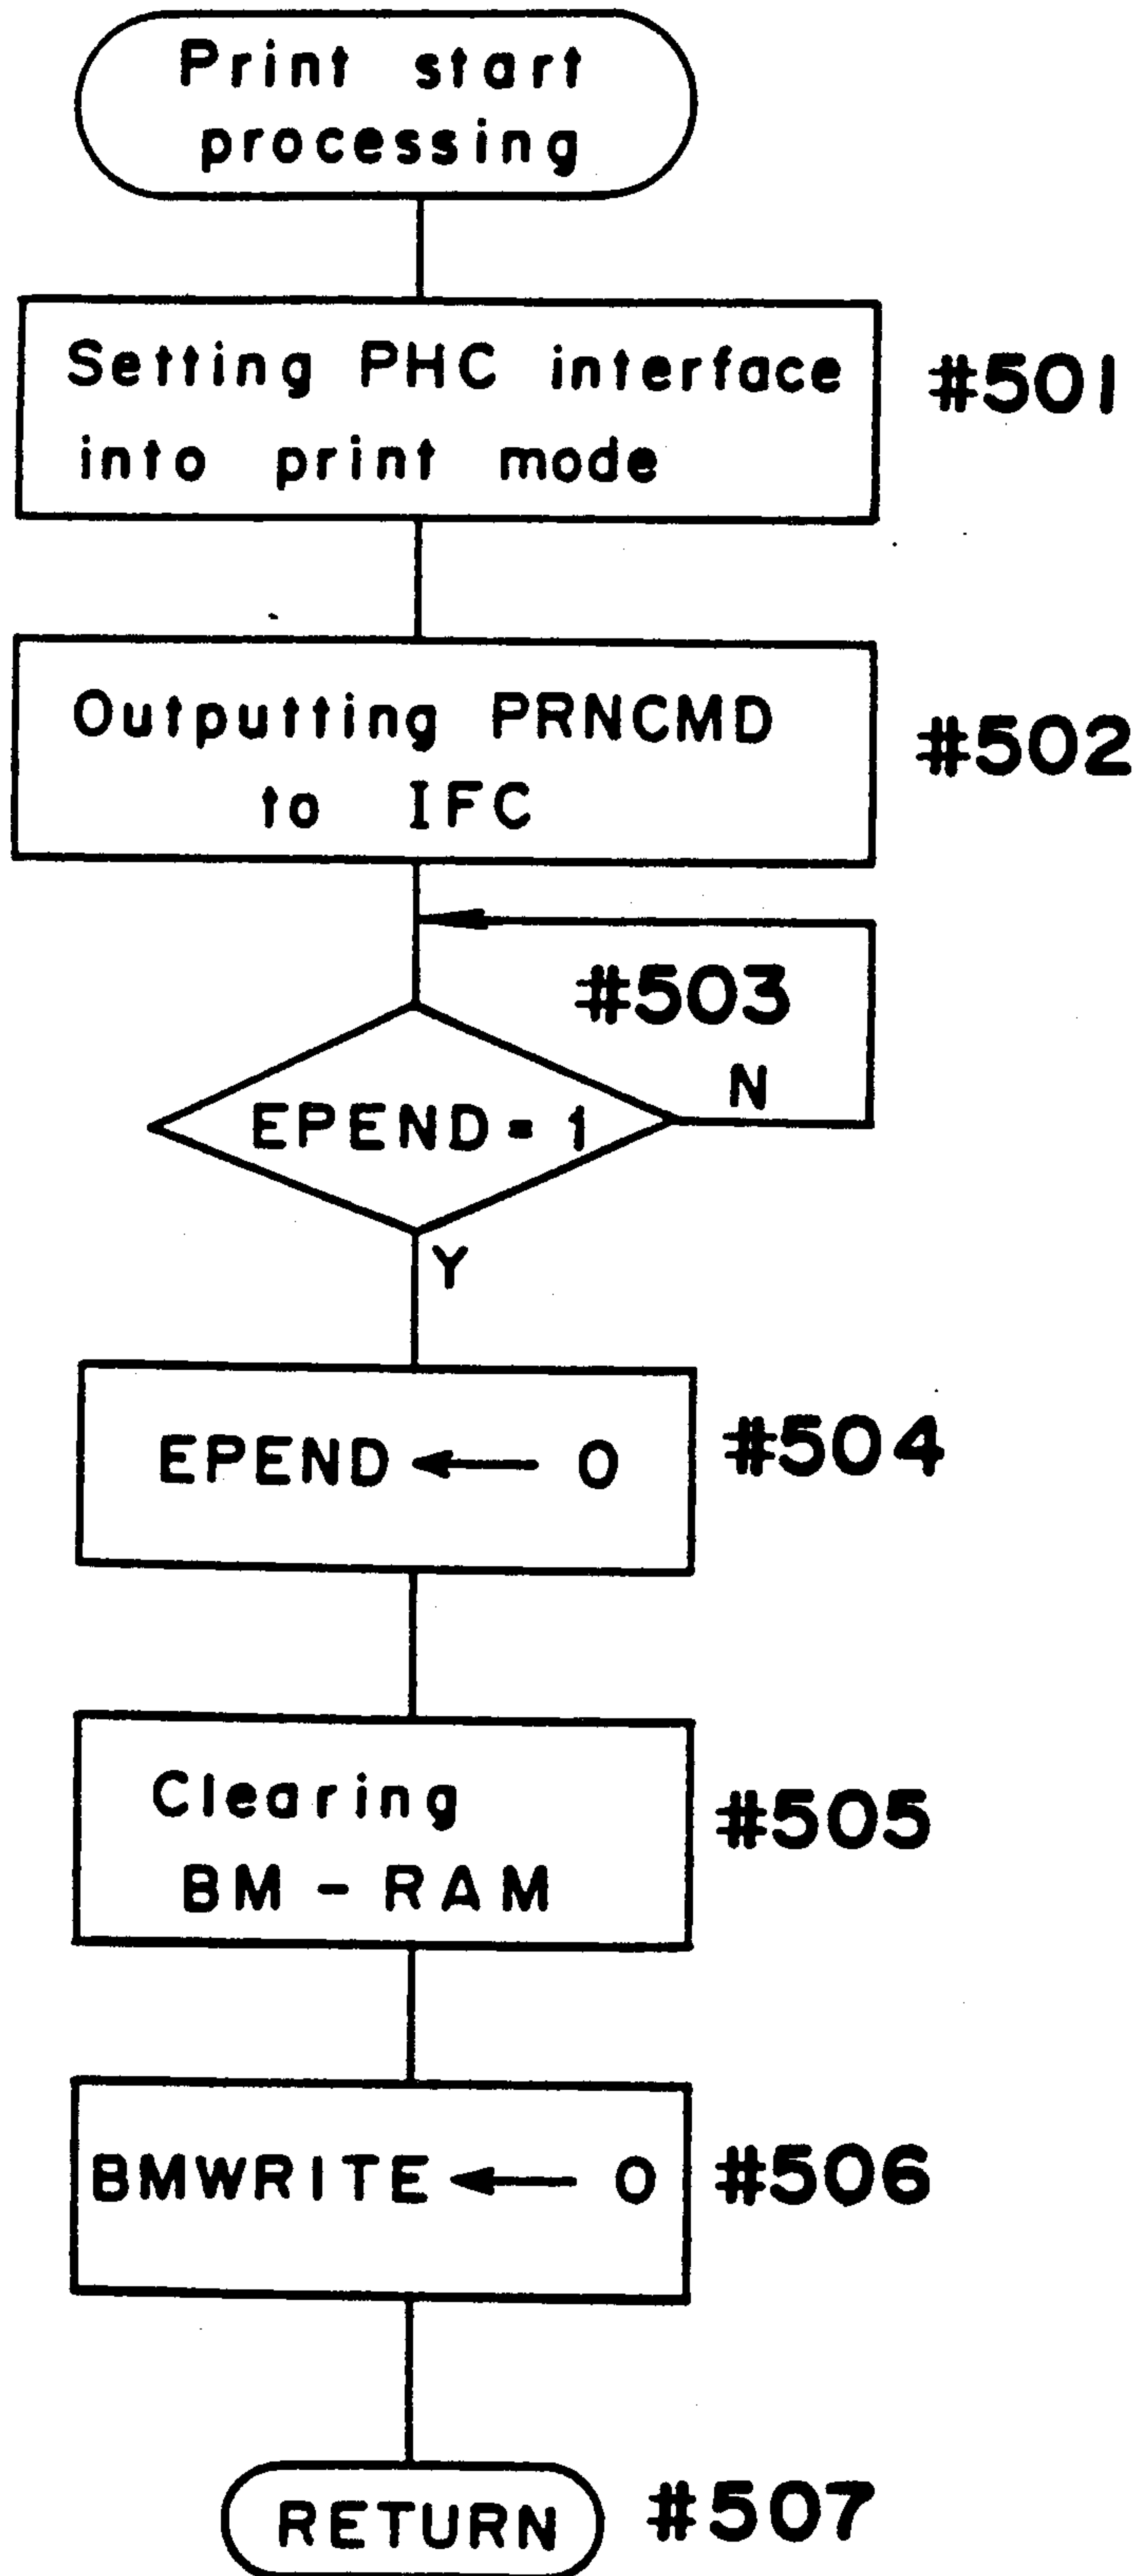 Print start
processing
Setting PHC interface
into print mode
#501
Outputting PRNCMD
to IFC
#502
#503
N
EPEND = 1
Y
EPEND ← 0
#504
Clearing
BM - RAM
#505
BMWRITE ← 0
#506
RETURN
#507